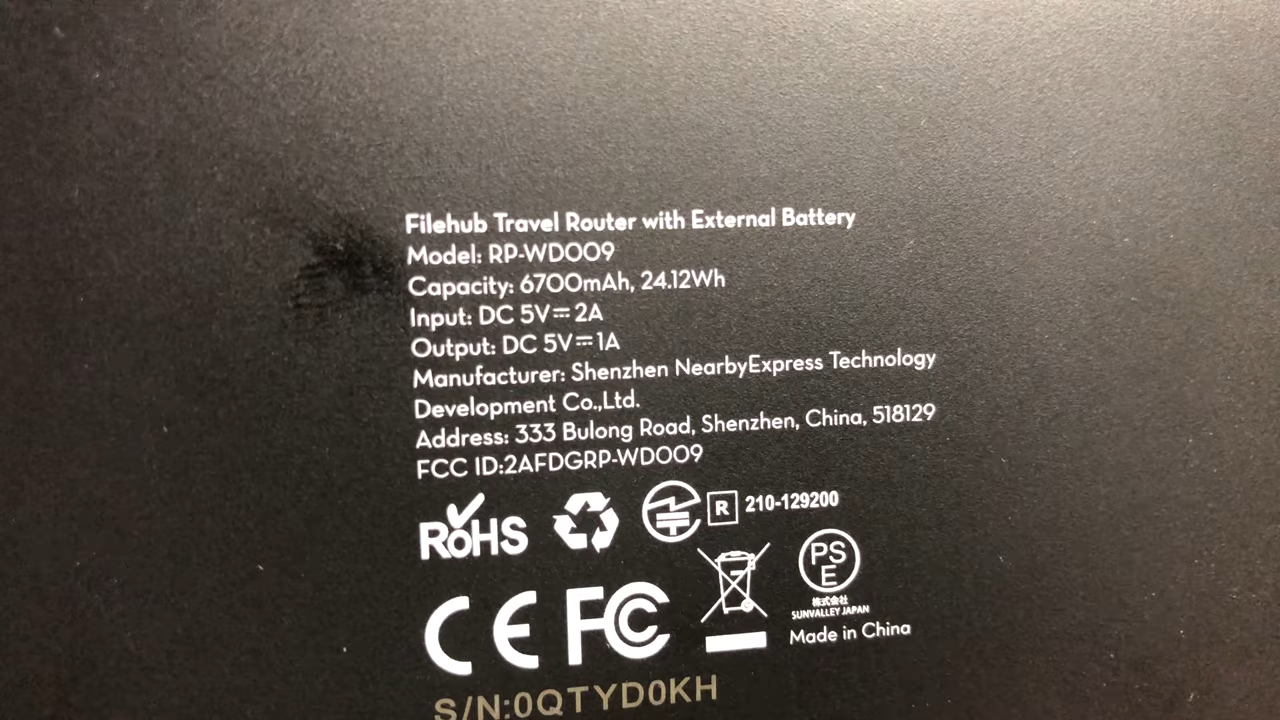 Filehub Travel Router with External Battery
Model: RP-WD009
Capacity: 6700mAh, 24.12Wh
Input: DC 5V⎓2A
Output: DC 5V⎓1A
Manufacturer: Shenzhen NearbyExpress Technology
Development Co.,Ltd.
Address: 333 Bulong Road, Shenzhen, China, 518129
FCC ID:2AFDGRP-WD009
RoHS
R 210-129200
PSE
株式会社
SUNVALLEY JAPAN
CE FC
Made in China
S/N:0QTYD0KH